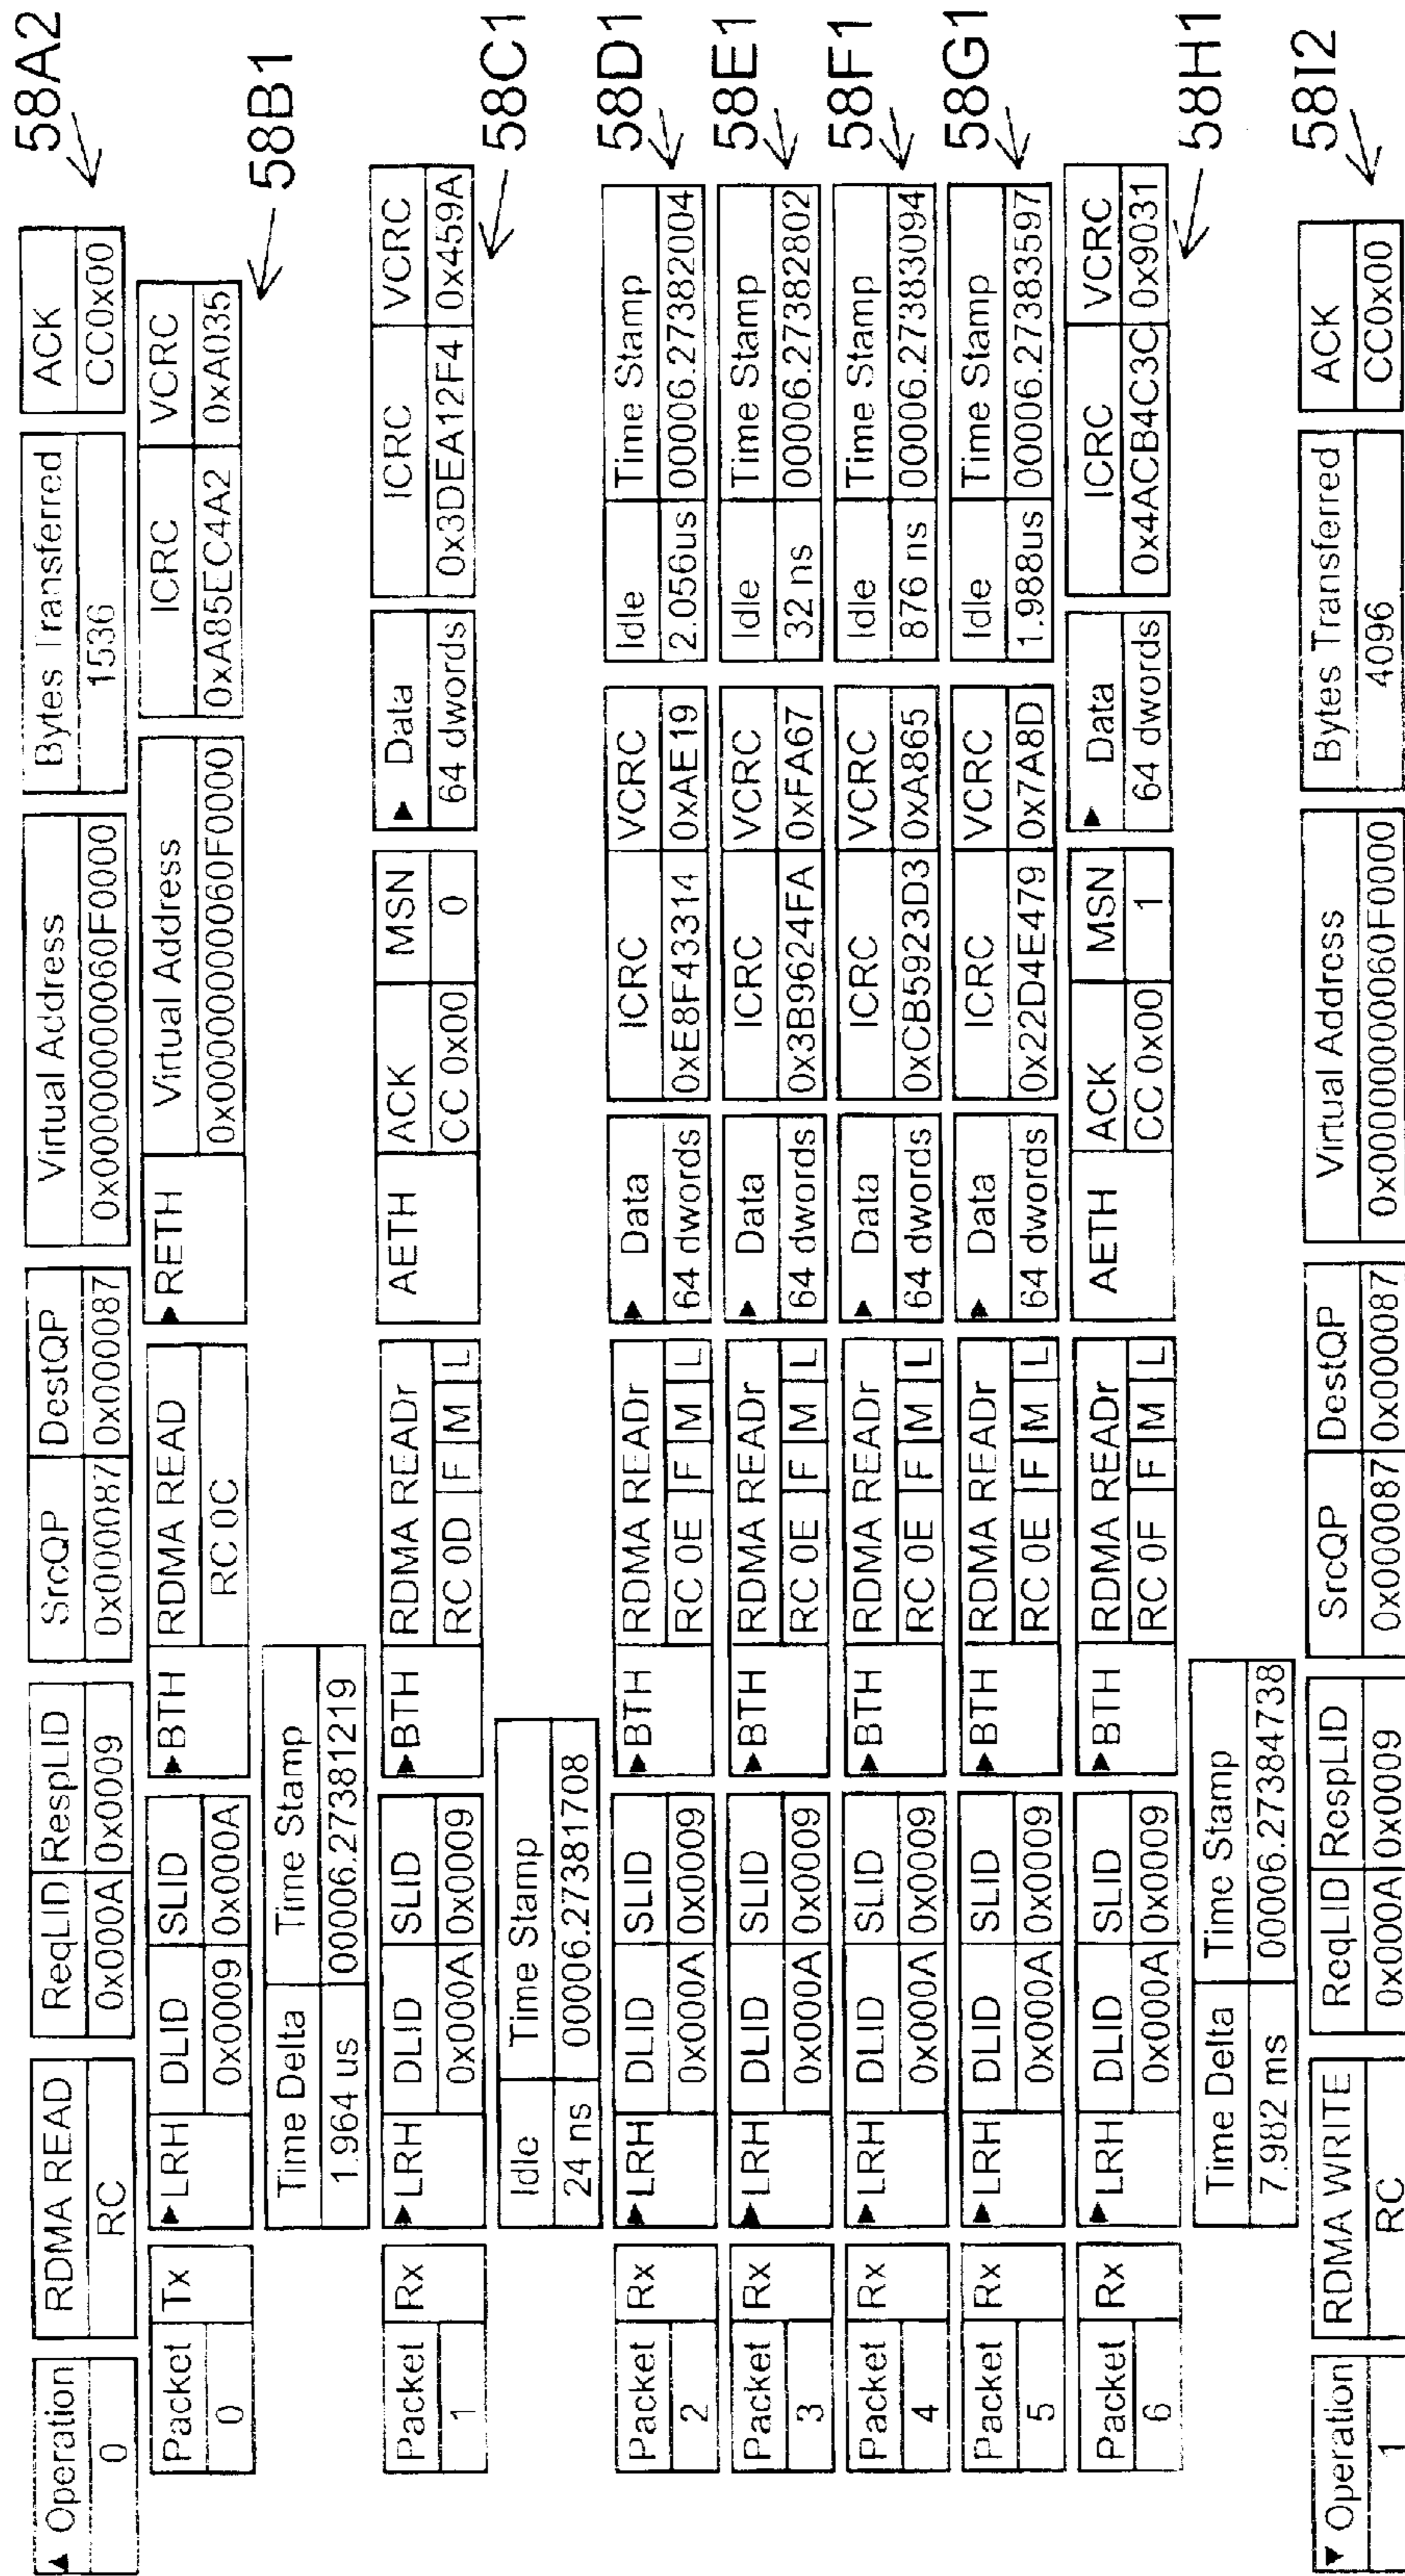 Operation RDMA READ ReqLID RespLID SrcQP DestQP Virtual Address Bytes Transferred ACK 58A2
0 RC 0x000A 0x0009 0x000087 0x000087 0x00000000060F0000 1536 CC0x00
Packet Tx LRH DLID SLID BTH RDMA READ RETH Virtual Address ICRC VCRC 58B1
0 0x0009 0x000A RC 0C 0x00000000060F0000 0xA85EC4A2 0xA035
Time Delta Time Stamp
1.964 us 00006.27381219
Packet Rx LRH DLID SLID BTH RDMA READr AETH ACK MSN Data ICRC VCRC 58C1
1 0x000A 0x0009 RC 0D F M L CC 0x00 0 64 dwords 0x3DEA12F4 0x459A
Idle Time Stamp
24 ns 00006.27381708
Packet Rx LRH DLID SLID BTH RDMA READr Data ICRC VCRC Idle Time Stamp 58D1
2 0x000A 0x0009 RC 0E F M L 64 dwords 0xE8F43314 0xAE19 2.056us 00006.27382004
Packet Rx LRH DLID SLID BTH RDMA READr Data ICRC VCRC Idle Time Stamp 58E1
3 0x000A 0x0009 RC 0E F M L 64 dwords 0x3B9624FA 0xFA67 32 ns 00006.27382802
Packet Rx LRH DLID SLID BTH RDMA READr Data ICRC VCRC Idle Time Stamp 58F1
4 0x000A 0x0009 RC 0E F M L 64 dwords 0xCB5923D3 0xA865 876 ns 00006.27383094
Packet Rx LRH DLID SLID BTH RDMA READr Data ICRC VCRC Idle Time Stamp 58G1
5 0x000A 0x0009 RC 0E F M L 64 dwords 0x22D4E479 0x7A8D 1.988us 00006.27383597
Packet Rx LRH DLID SLID BTH RDMA READr AETH ACK MSN Data ICRC VCRC 58H1
6 0x000A 0x0009 RC 0F F M L CC 0x00 1 64 dwords 0x4ACB4C3C 0x9031
Time Delta Time Stamp
7.982 ms 00006.27384738
Operation RDMA WRITE ReqLID RespLID SrcQP DestQP Virtual Address Bytes Transferred ACK 58I2
1 RC 0x000A 0x0009 0x000087 0x000087 0x00000000060F0000 4096 CC0x00